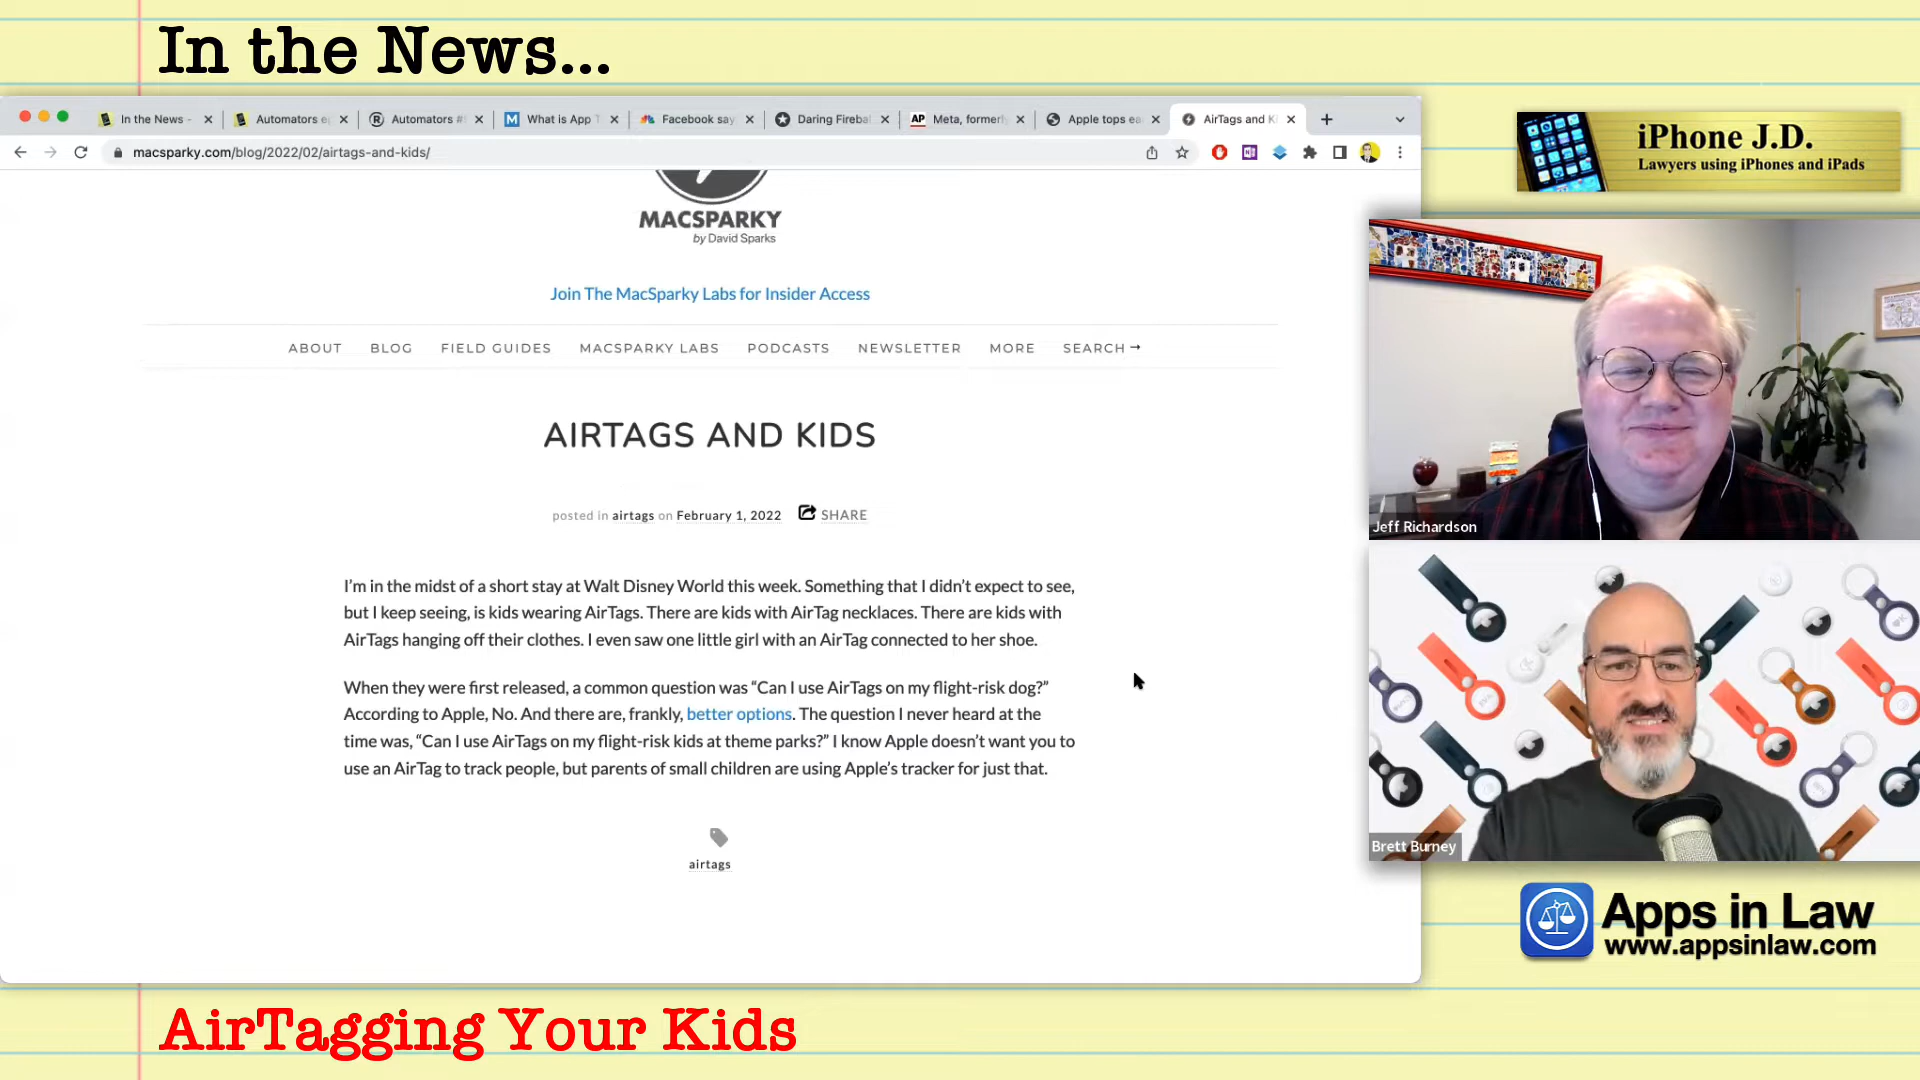 In the News...
In the News -
Automators e
Automators #
What is App T
Facebook say
Daring Fireba
Meta, formerl
Apple tops ea
AirTags and Ki
macsparky.com/blog/2022/02/airtags-and-kids/
iPhone J.D.
Lawyers using iPhones and iPads
MACSPARKY
by David Sparks
Join The MacSparky Labs for Insider Access
ABOUT BLOG FIELD GUIDES MACSPARKY LABS PODCASTS NEWSLETTER MORE SEARCH →
AIRTAGS AND KIDS
posted in airtags on February 1, 2022 SHARE
I’m in the midst of a short stay at Walt Disney World this week. Something that I didn’t expect to see,
but I keep seeing, is kids wearing AirTags. There are kids with AirTag necklaces. There are kids with
AirTags hanging off their clothes. I even saw one little girl with an AirTag connected to her shoe.
When they were first released, a common question was “Can I use AirTags on my flight-risk dog?”
According to Apple, No. And there are, frankly, better options. The question I never heard at the
time was, “Can I use AirTags on my flight-risk kids at theme parks?” I know Apple doesn’t want you to
use an AirTag to track people, but parents of small children are using Apple’s tracker for just that.
airtags
Jeff Richardson
Brett Burney
Apps in Law
www.appsinlaw.com
AirTagging Your Kids